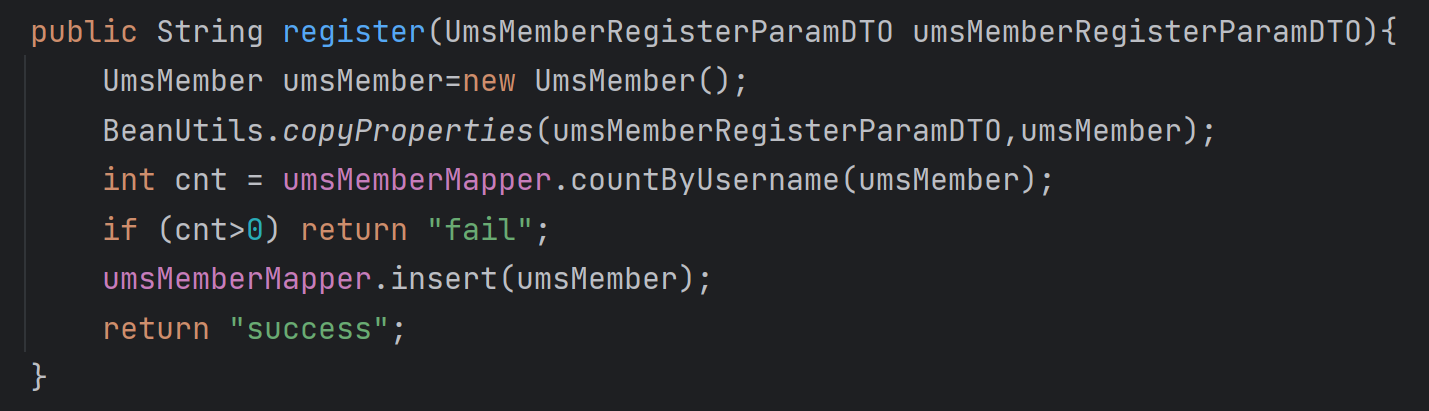 public String register(UmsMemberRegisterParamDTO umsMemberRegisterParamDTO){
    UmsMember umsMember=new UmsMember();
    BeanUtils.copyProperties(umsMemberRegisterParamDTO,umsMember);
    int cnt = umsMemberMapper.countByUsername(umsMember);
    if (cnt>0) return "fail";
    umsMemberMapper.insert(umsMember);
    return "success";
}